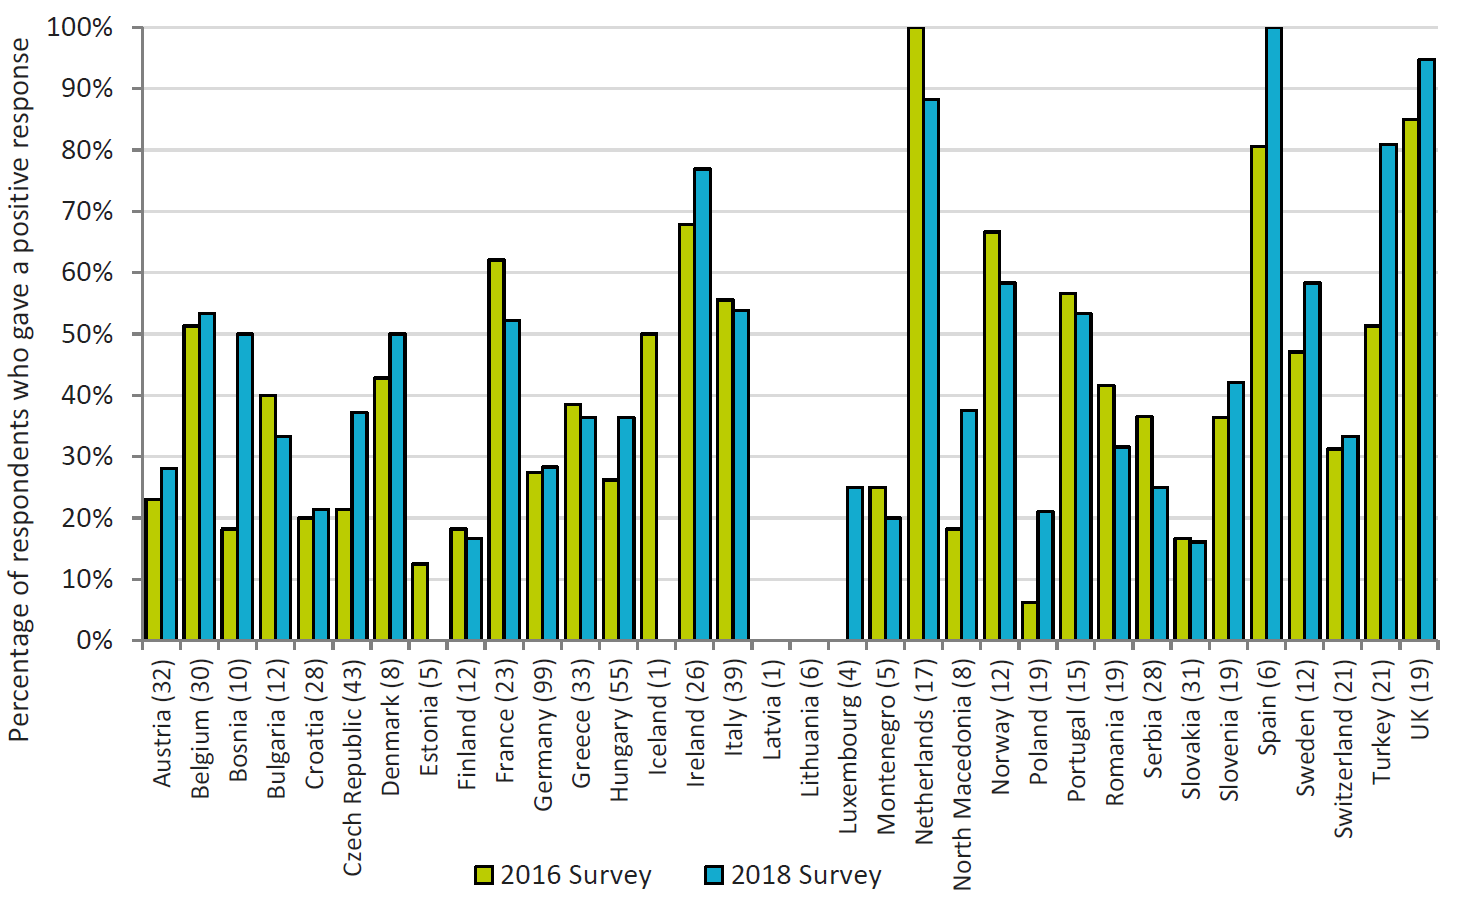 Percentage of respondents who gave a positive response
100%
90%
80%
70%
60%
50%
40%
30%
20%
10%
0%
Austria (32)
Belgium (30)
Bosnia (10)
Bulgaria (12)
Croatia (28)
Czech Republic (43)
Denmark (8)
Estonia (5)
Finland (12)
France (23)
Germany (99)
Greece (33)
Hungary (55)
Iceland (1)
Ireland (26)
Italy (39)
Latvia (1)
Lithuania (6)
Luxembourg (4)
Montenegro (5)
Netherlands (17)
North Macedonia (8)
Norway (12)
Poland (19)
Portugal (15)
Romania (19)
Serbia (28)
Slovakia (31)
Slovenia (19)
Spain (6)
Sweden (12)
Switzerland (21)
Turkey (21)
UK (19)
2016 Survey
2018 Survey